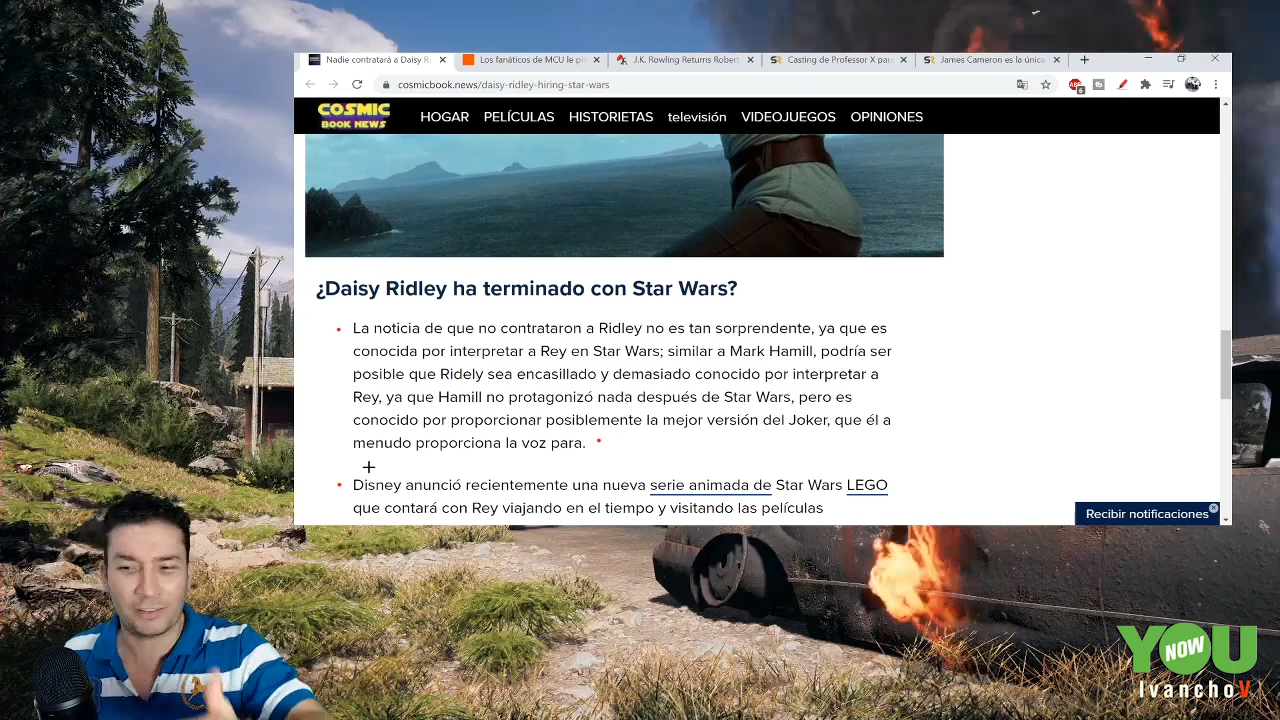 Nadie contratará a Daisy Ri
Los fanáticos de MCU le pe
J.K. Rowling Returns Robert
Casting de Professor X para
James Cameron es la única
cosmicbook.news/daisy-ridley-hiring-star-wars
COSMIC
BOOK NEWS
HOGAR PELÍCULAS HISTORIETAS televisión VIDEOJUEGOS OPINIONES
¿Daisy Ridley ha terminado con Star Wars?
La noticia de que no contrataron a Ridley no es tan sorprendente, ya que es
conocida por interpretar a Rey en Star Wars; similar a Mark Hamill, podría ser
posible que Ridely sea encasillado y demasiado conocido por interpretar a
Rey, ya que Hamill no protagonizó nada después de Star Wars, pero es
conocido por proporcionar posiblemente la mejor versión del Joker, que él a
menudo proporciona la voz para.
Disney anunció recientemente una nueva serie animada de Star Wars LEGO
que contará con Rey viajando en el tiempo y visitando las películas
Recibir notificaciones
YOU
NOW
IvanchoV